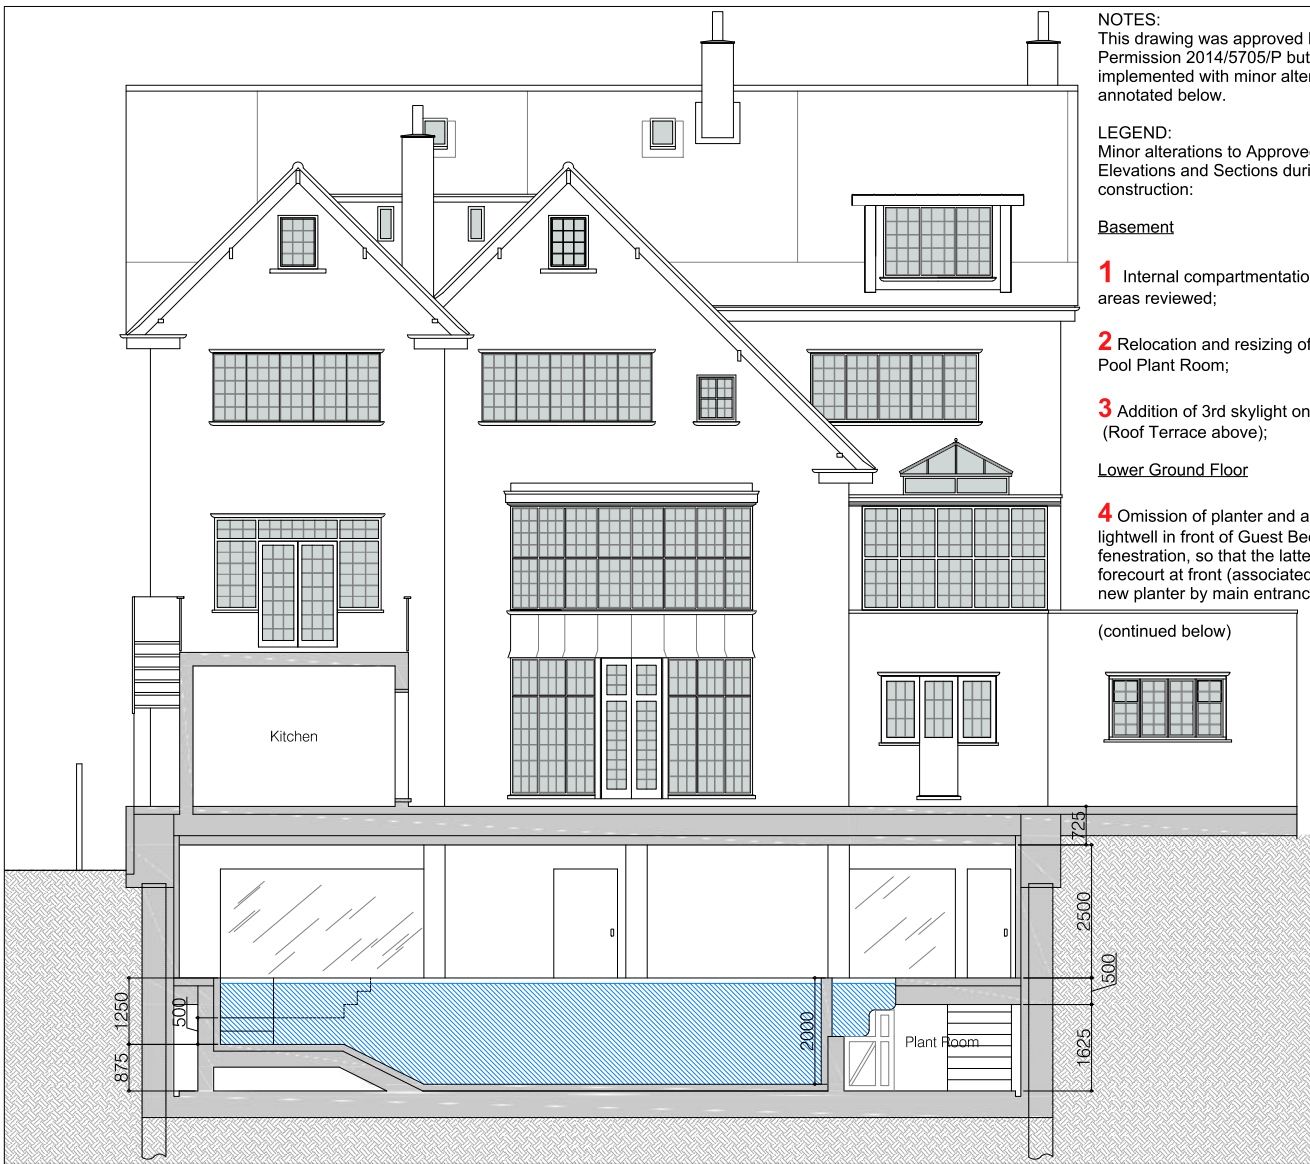 NOTES:
This drawing was approved
Permission 2014/5705/P but
implemented with minor alter
annotated below.
LEGEND:
Minor alterations to Approve
Elevations and Sections duri
construction:
Basement
1 Internal compartmentatio
areas reviewed;
2 Relocation and resizing of
Pool Plant Room;
3 Addition of 3rd skylight on
(Roof Terrace above);
Lower Ground Floor
4 Omission of planter and a
lightwell in front of Guest Be
fenestration, so that the latte
forecourt at front (associated
new planter by main entranc
(continued below)
Kitchen
725
2500
500
1250
500
2000
Plant Room
1625
875